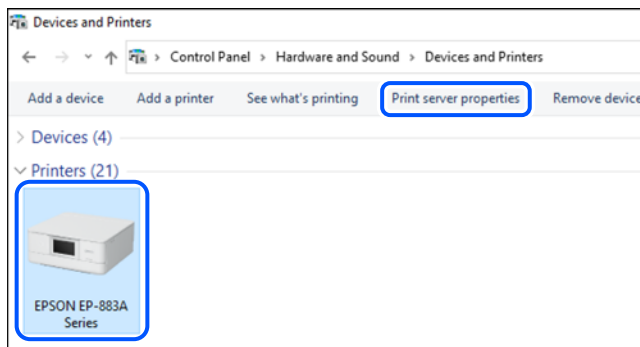 Devices and Printers
Control Panel > Hardware and Sound > Devices and Printers
Add a device Add a printer See what's printing Print server properties Remove device
Devices (4)
Printers (21)
EPSON EP-883A
Series